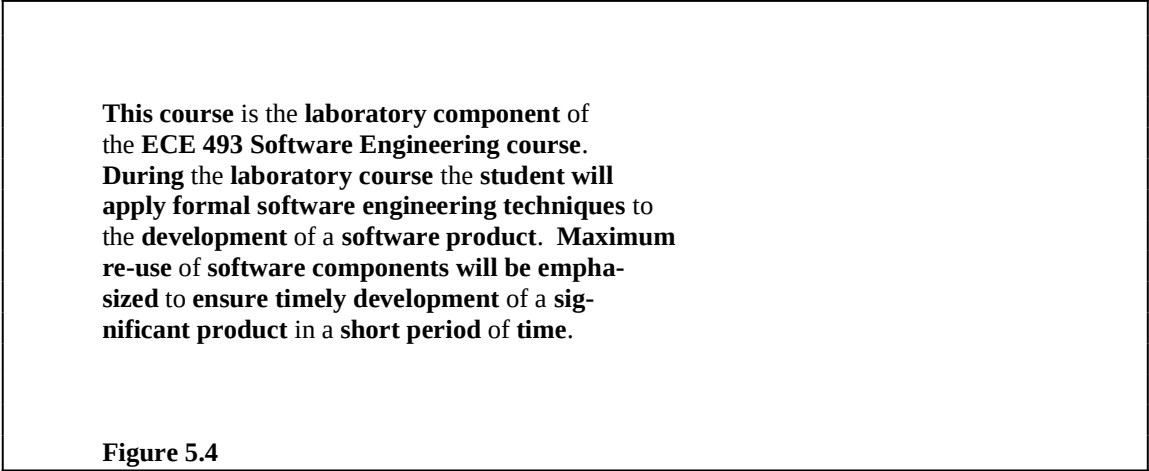 This course is the laboratory component of
the ECE 493 Software Engineering course.
During the laboratory course the student will
apply formal software engineering techniques to
the development of a software product.  Maximum
re-use of software components will be empha-
sized to ensure timely development of a sig-
nificant product in a short period of time.
Figure 5.4